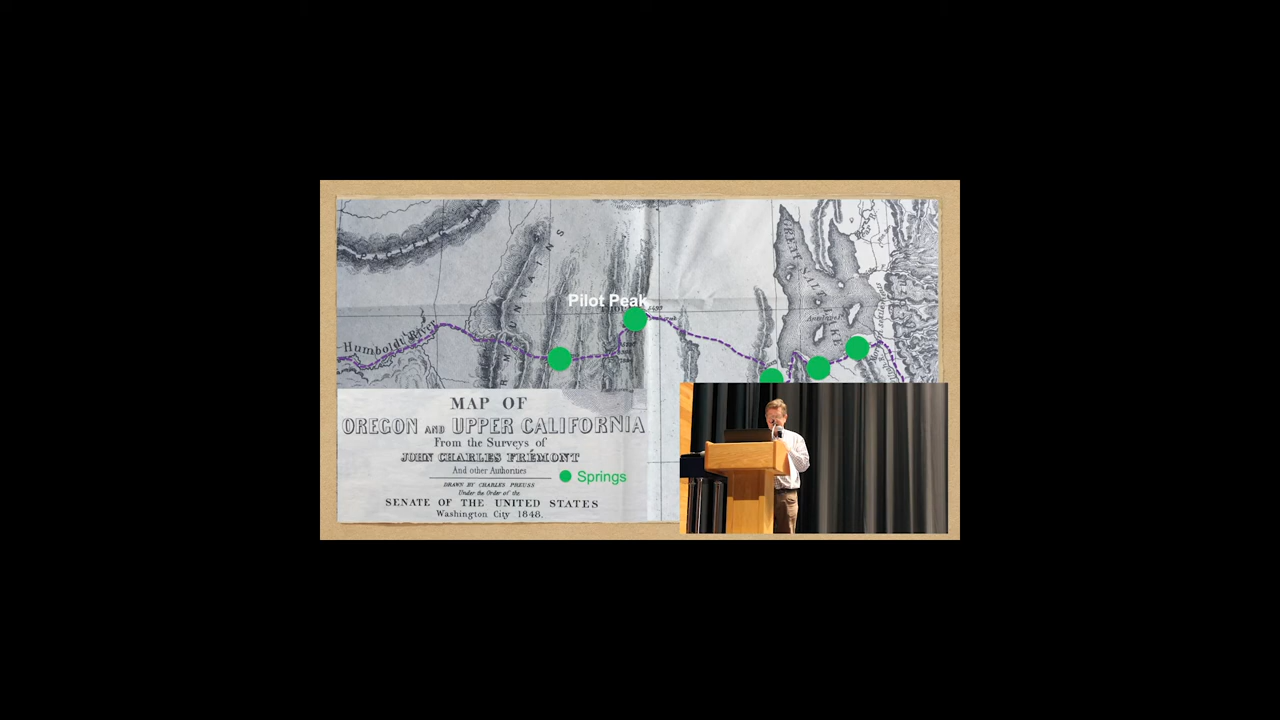 Pilot Peak
GREAT SALT LAKE
Humboldt River
MOUNTAINS
MAP OF
OREGON AND UPPER CALIFORNIA
From the Surveys of
JOHN CHARLES FRÉMONT
And other Authorities
DRAWN BY CHARLES PREUSS
Under the Order of the
SENATE OF THE UNITED STATES
Washington City 1848.
Springs